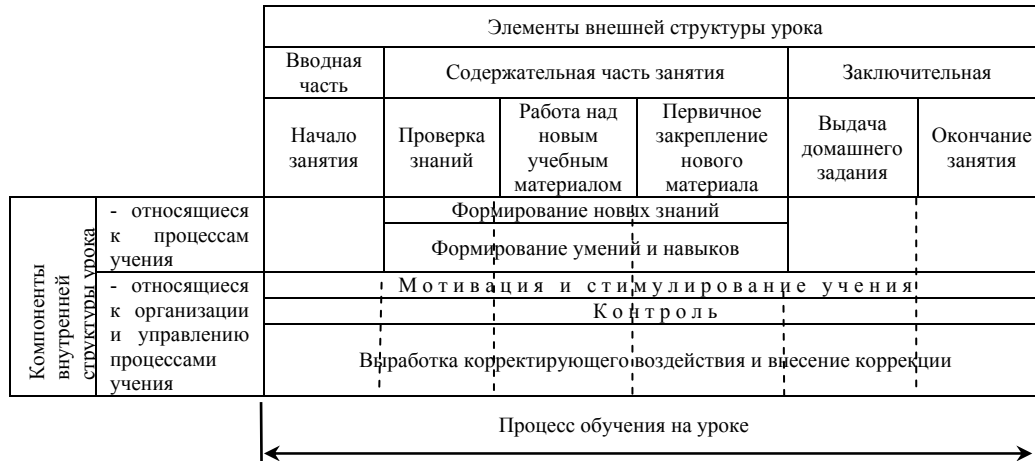 Элементы внешней структуры урока
Вводная
часть
Содержательная часть занятия
Заключительная
Начало
занятия
Проверка
знаний
Работа над
новым
учебным
материалом
Первичное
закрепление
нового
материала
Выдача
домашнего
задания
Окончание
занятия
Компоненты
внутренней
структуры урока
- относящиеся
к процессам
учения
Формирование новых знаний
Формирование умений и навыков
- относящиеся
к организации
и управлению
процессами
учения
Мотивация и стимулирование учения
Контроль
Выработка корректирующего воздействия и внесение коррекции
Процесс обучения на уроке